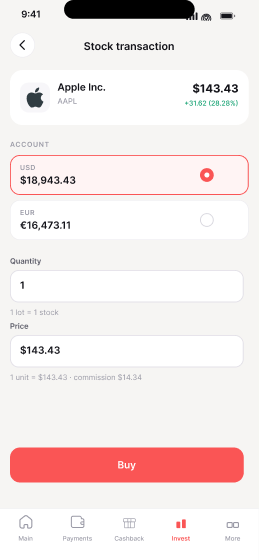 9:41
Stock transaction
Apple Inc.
$143.43
AAPL
+31.62 (28.28%)
ACCOUNT
USD
$18,943.43
EUR
€16,473.11
Quantity
1
1 lot = 1 stock
Price
$143.43
1 unit = $143.43 · commission $14.34
Buy
Main
Payments
Cashback
Invest
More